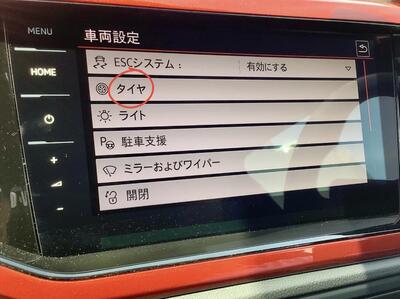 MENU
車両設定
HOME
ESCシステム : 有効にする
タイヤ
ライト
P 駐車支援
ミラーおよびワイパー
開閉
+
-